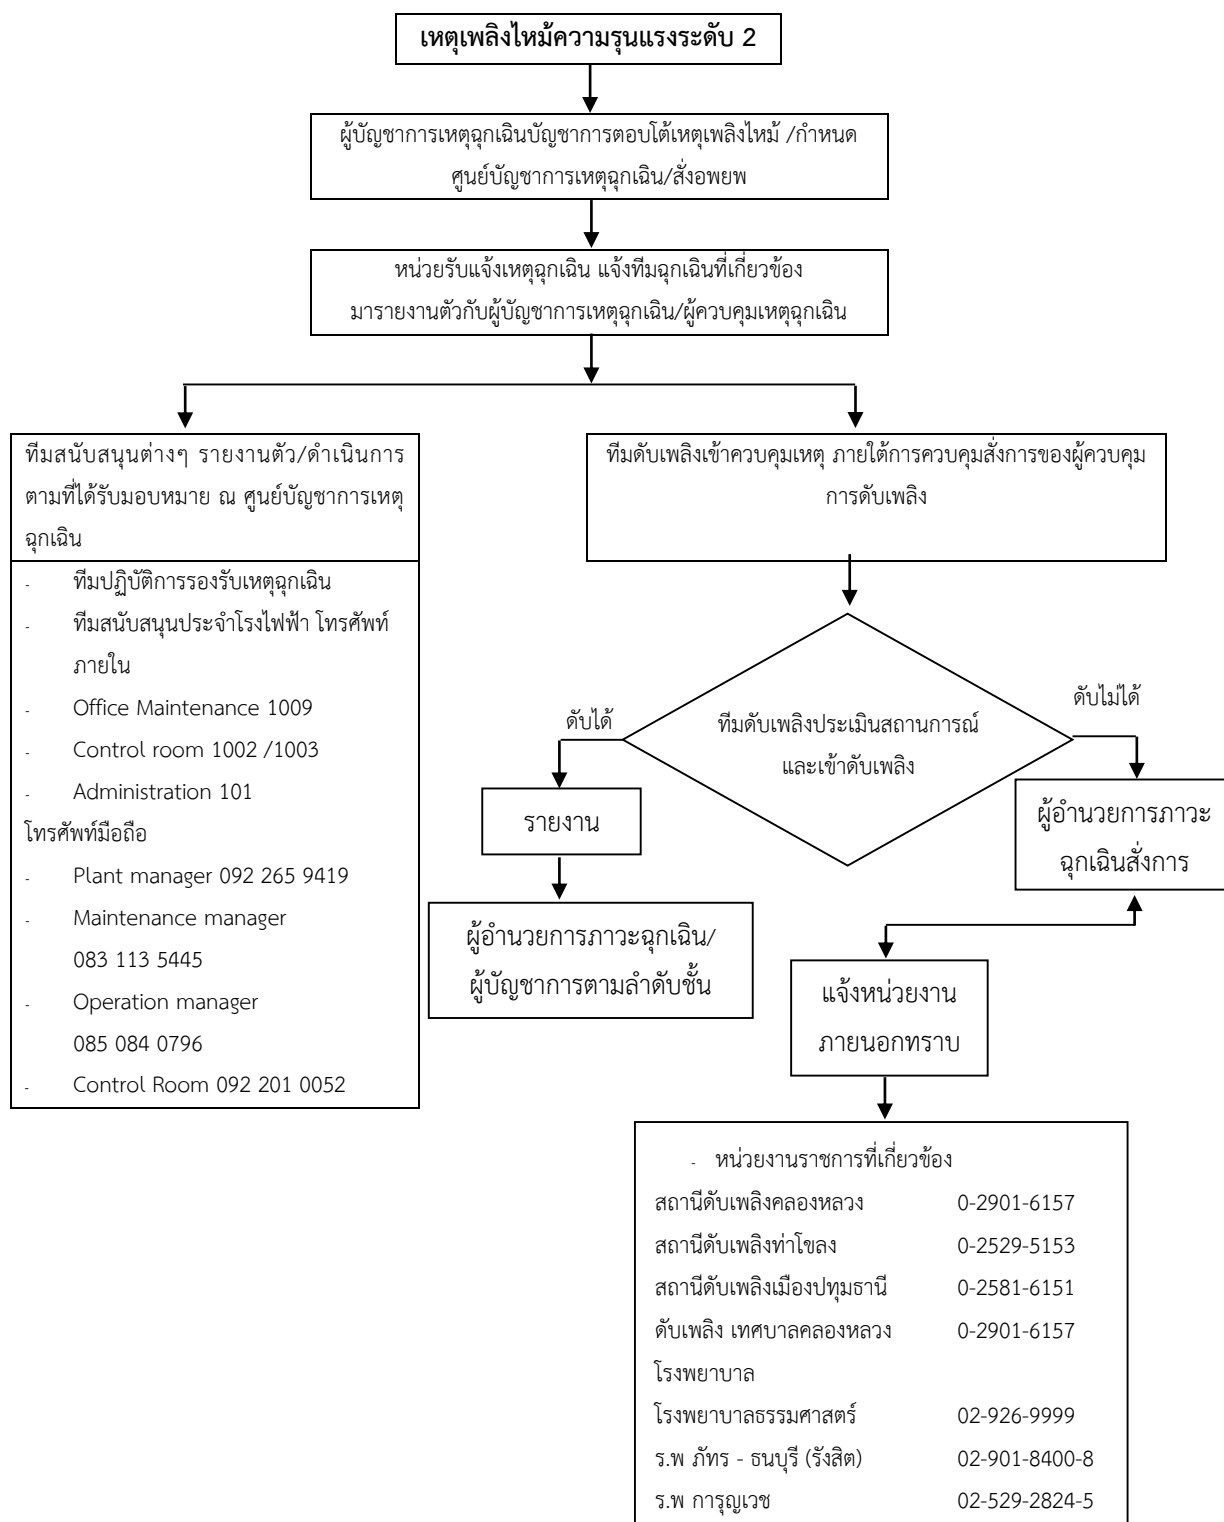 เหตุเพลิงไหม้ความรุนแรงระดับ 2
ผู้บัญชาการเหตุฉุกเฉินบัญชาการตอบโต้เหตุเพลิงไหม้ /กำหนด
ศูนย์บัญชาการเหตุฉุกเฉิน/สั่งอพยพ
หน่วยรับแจ้งเหตุฉุกเฉิน แจ้งทีมฉุกเฉินที่เกี่ยวข้อง
มารายงานตัวกับผู้บัญชาการเหตุฉุกเฉิน/ผู้ควบคุมเหตุฉุกเฉิน
ทีมสนับสนุนต่างๆ รายงานตัว/ดำเนินการ
ตามที่ได้รับมอบหมาย ณ ศูนย์บัญชาการเหตุ
ฉุกเฉิน
- ทีมปฏิบัติการรองรับเหตุฉุกเฉิน
- ทีมสนับสนุนประจำโรงไฟฟ้า โทรศัพท์
ภายใน
- Office Maintenance 1009
- Control room 1002 /1003
- Administration 101
โทรศัพท์มือถือ
- Plant manager 092 265 9419
- Maintenance manager
083 113 5445
- Operation manager
085 084 0796
- Control Room 092 201 0052
ทีมดับเพลิงเข้าควบคุมเหตุ ภายใต้การควบคุมสั่งการของผู้ควบคุม
การดับเพลิง
ทีมดับเพลิงประเมินสถานการณ์
และเข้าดับเพลิง
ดับได้
ดับไม่ได้
รายงาน
ผู้อำนวยการภาวะฉุกเฉิน/
ผู้บัญชาการตามลำดับชั้น
ผู้อำนวยการภาวะ
ฉุกเฉินสั่งการ
แจ้งหน่วยงาน
ภายนอกทราบ
- หน่วยงานราชการที่เกี่ยวข้อง
สถานีดับเพลิงคลองหลวง 0-2901-6157
สถานีดับเพลิงท่าโขลง 0-2529-5153
สถานีดับเพลิงเมืองปทุมธานี 0-2581-6151
ดับเพลิง เทศบาลคลองหลวง 0-2901-6157
โรงพยาบาล
โรงพยาบาลธรรมศาสตร์ 02-926-9999
ร.พ ภัทร - ธนบุรี (รังสิต) 02-901-8400-8
ร.พ การุญเวช 02-529-2824-5